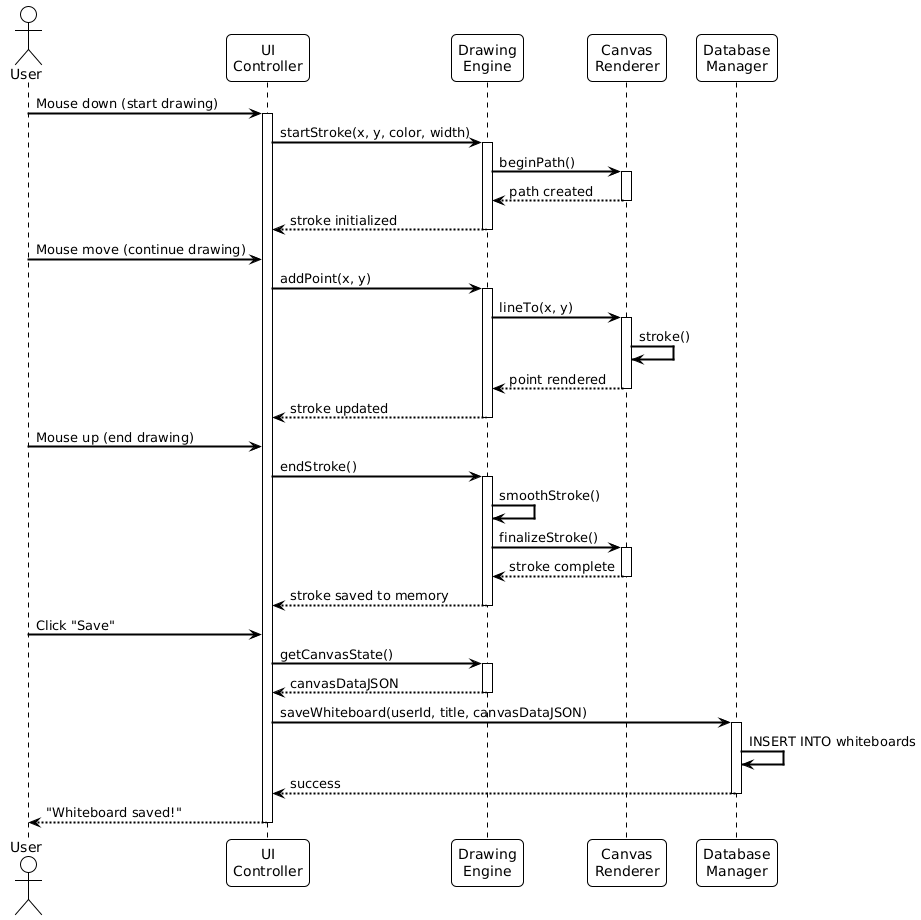 User
UI
Controller
Drawing
Engine
Canvas
Renderer
Database
Manager
Mouse down (start drawing)
startStroke(x, y, color, width)
beginPath()
path created
stroke initialized
Mouse move (continue drawing)
addPoint(x, y)
lineTo(x, y)
stroke()
point rendered
stroke updated
Mouse up (end drawing)
endStroke()
smoothStroke()
finalizeStroke()
stroke complete
stroke saved to memory
Click "Save"
getCanvasState()
canvasDataJSON
saveWhiteboard(userId, title, canvasDataJSON)
INSERT INTO whiteboards
success
"Whiteboard saved!"
User
UI
Controller
Drawing
Engine
Canvas
Renderer
Database
Manager